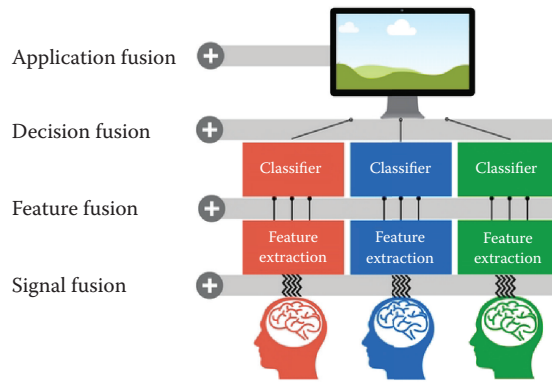 Application fusion
Decision fusion
Classifier Classifier Classifier
Feature fusion
Feature Feature Feature
extraction extraction extraction
Signal fusion